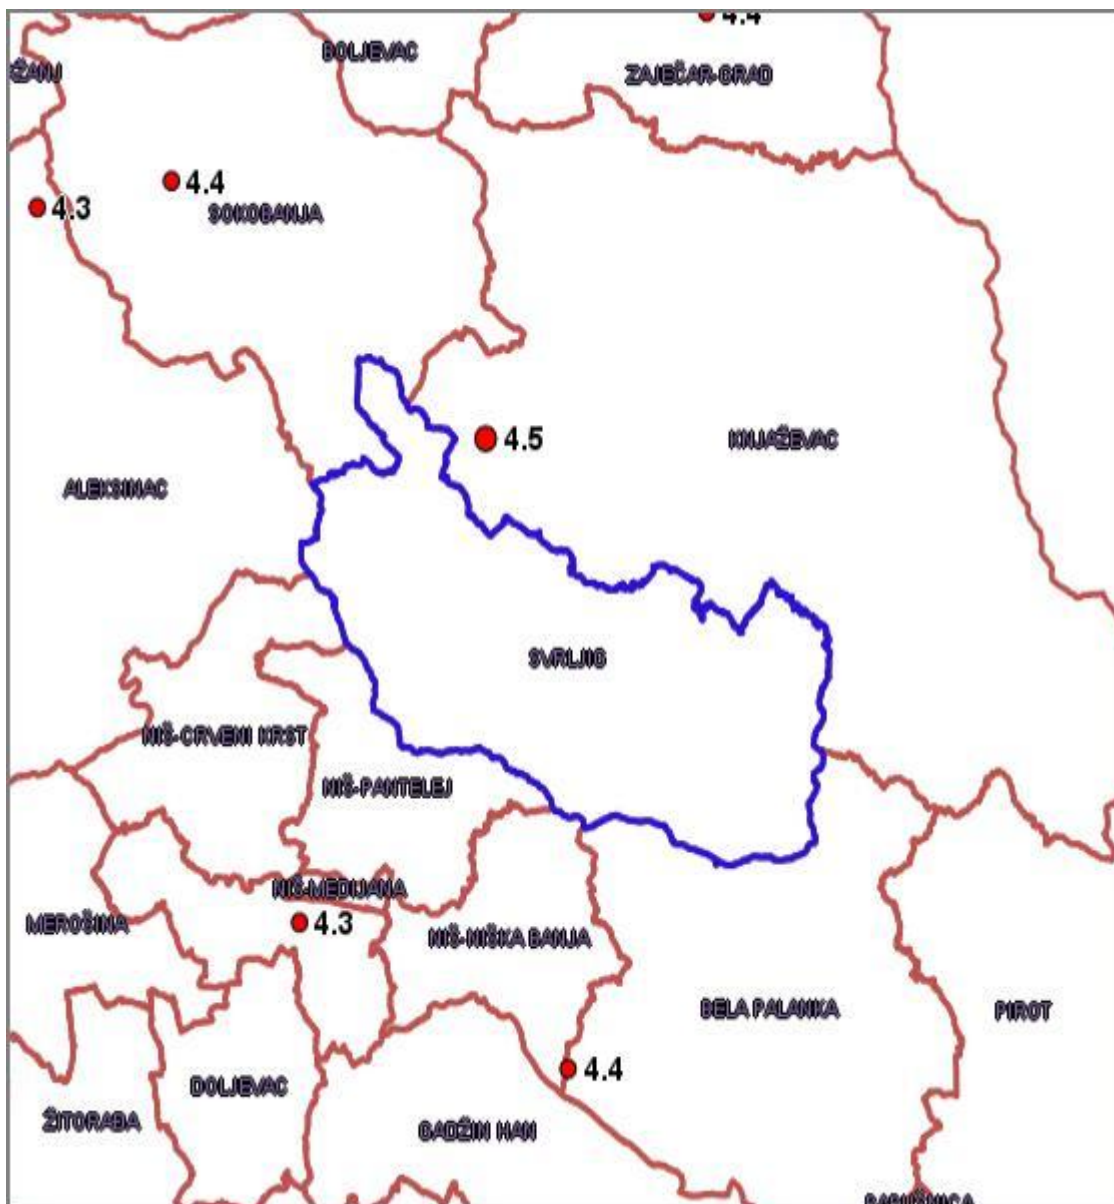 4.4
BOLJEVAC
ŽANJ
ZAJEČAR-GRAD
4.4
4.3
SOKOBANJA
4.5
KNJAŽEVAC
ALEKSINAC
SVRLJIG
NIŠ-CRVENI KRST
NIŠ-PANTELEJ
NIŠ-MEDIJANA
4.3
MEROŠINA
NIŠ-NIŠKA BANJA
BELA PALANKA
PIROT
4.4
DOLJEVAC
ŽITORAĐA
GADŽIN HAN